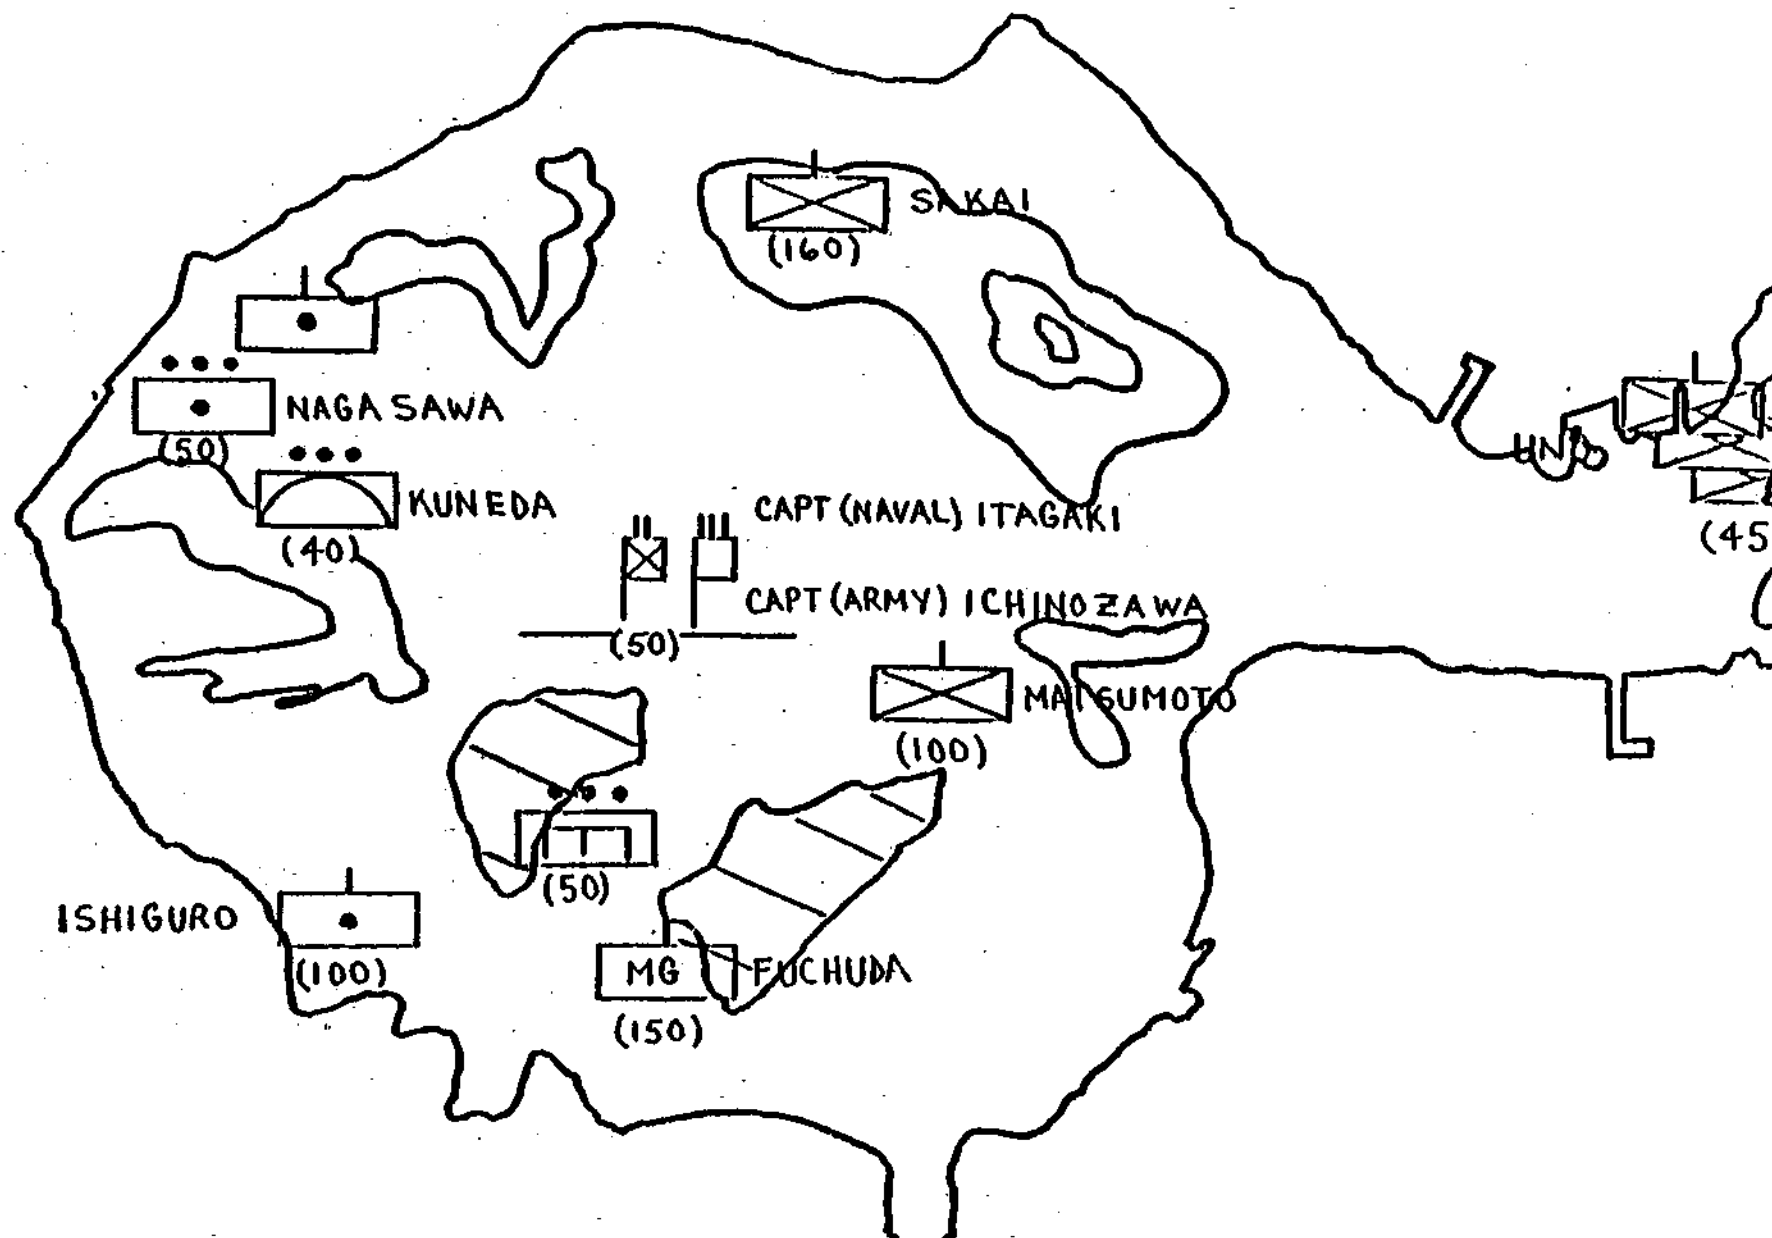 SAKAI
(160)
NAGASAWA
(50)
KUNEDA
(40)
CAPT (NAVAL) ITAGAKI
CAPT (ARMY) ICHINOZAWA
(50)
MATSUMOTO
(100)
(50)
ISHIGURO
(100)
MG
FUCHUDA
(150)
(45